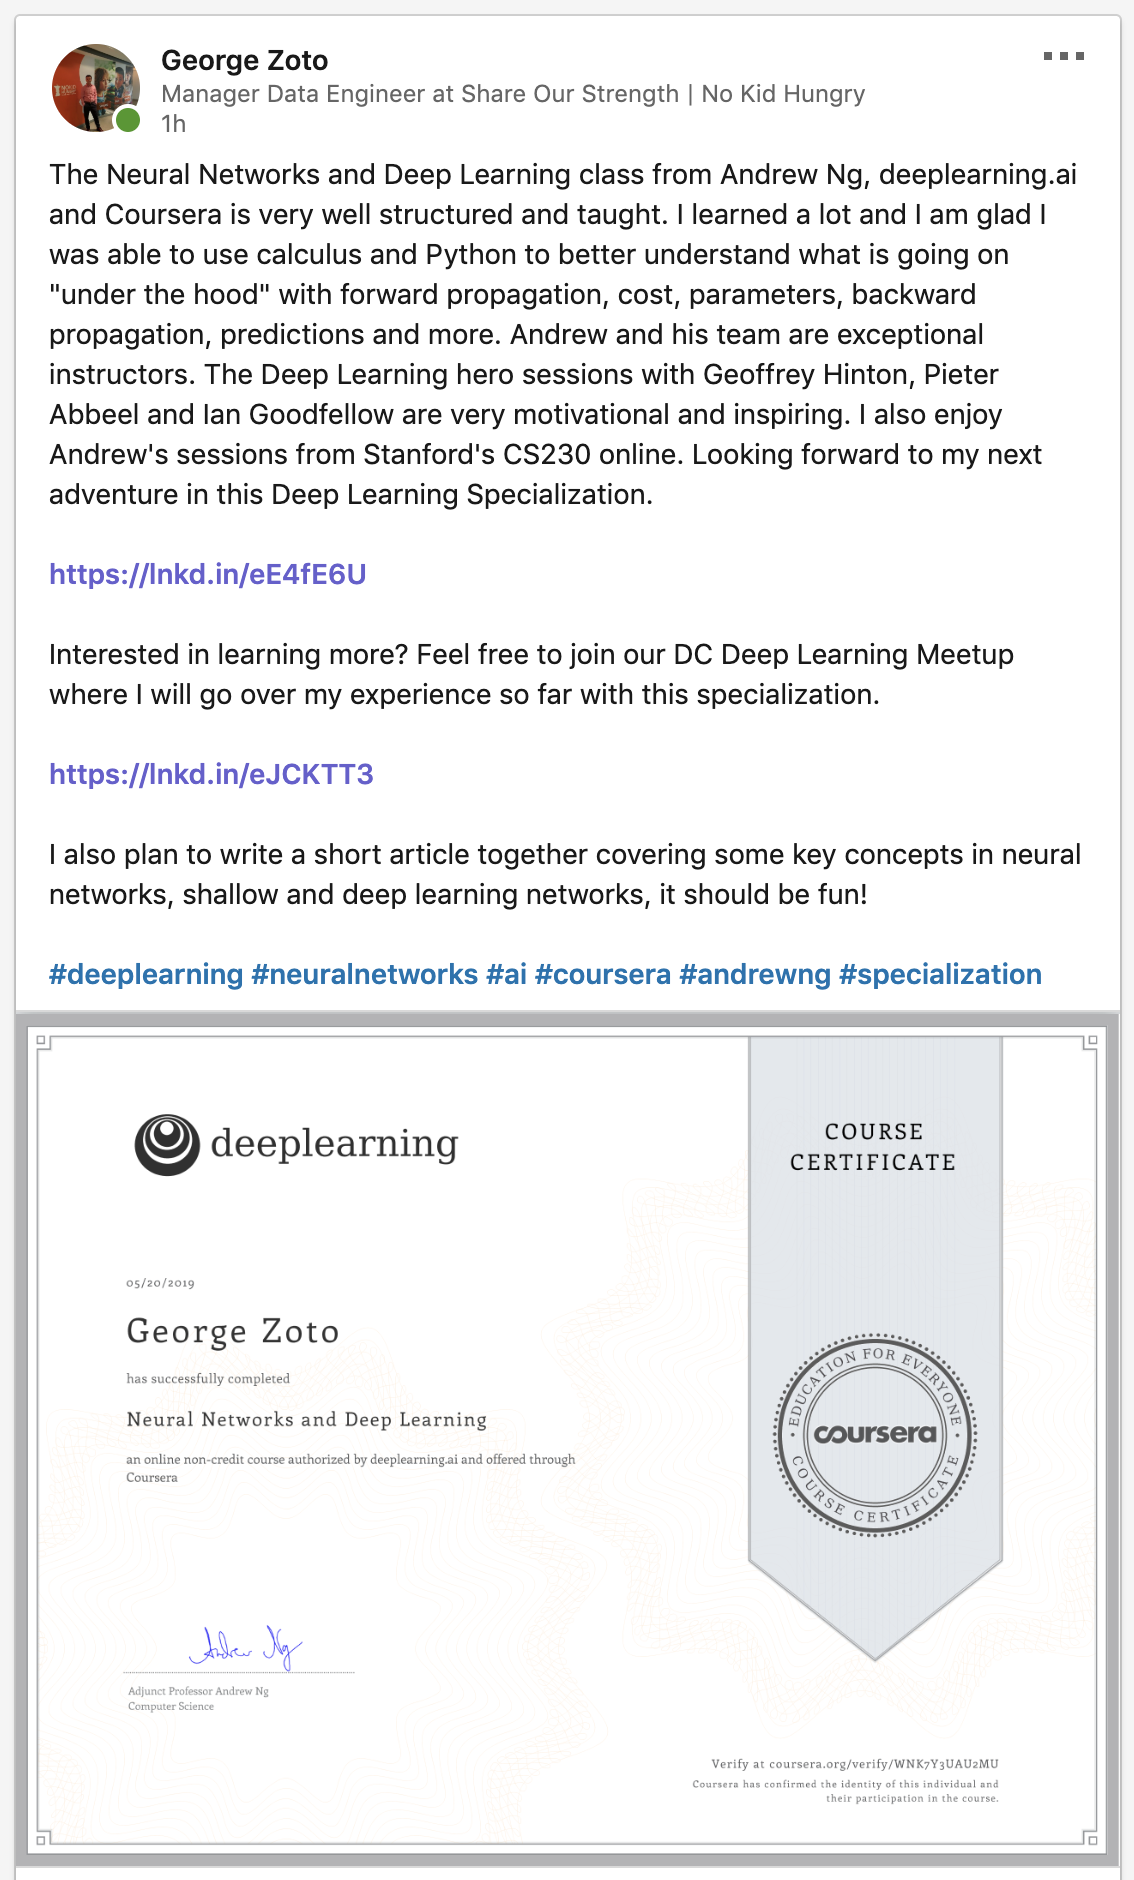 George Zoto
Manager Data Engineer at Share Our Strength | No Kid Hungry
1h
The Neural Networks and Deep Learning class from Andrew Ng, deeplearning.ai
and Coursera is very well structured and taught. I learned a lot and I am glad I
was able to use calculus and Python to better understand what is going on
"under the hood" with forward propagation, cost, parameters, backward
propagation, predictions and more. Andrew and his team are exceptional
instructors. The Deep Learning hero sessions with Geoffrey Hinton, Pieter
Abbeel and Ian Goodfellow are very motivational and inspiring. I also enjoy
Andrew's sessions from Stanford's CS230 online. Looking forward to my next
adventure in this Deep Learning Specialization.
https://lnkd.in/eE4fE6U
Interested in learning more? Feel free to join our DC Deep Learning Meetup
where I will go over my experience so far with this specialization.
https://lnkd.in/eJCKTT3
I also plan to write a short article together covering some key concepts in neural
networks, shallow and deep learning networks, it should be fun!
#deeplearning #neuralnetworks #ai #coursera #andrewng #specialization
deeplearning
COURSE
CERTIFICATE
05/20/2019
George Zoto
has successfully completed
Neural Networks and Deep Learning
an online non-credit course authorized by deeplearning.ai and offered through
Coursera
EDUCATION FOR EVERYONE
coursera
COURSE CERTIFICATE
Andrew Ng
Adjunct Professor Andrew Ng
Computer Science
Verify at coursera.org/verify/WNK7Y3UAU2MU
Coursera has confirmed the identity of this individual and
their participation in the course.